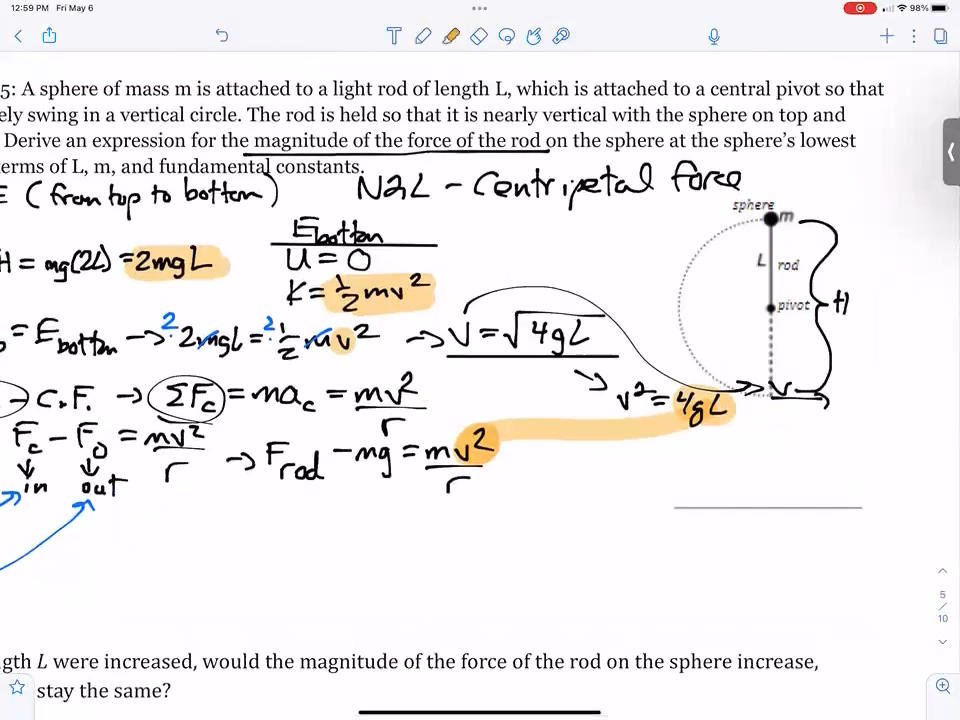 12:59 PM Fri May 6
98%
5: A sphere of mass m is attached to a light rod of length L, which is attached to a central pivot so that
ely swing in a vertical circle. The rod is held so that it is nearly vertical with the sphere on top and
Derive an expression for the magnitude of the force of the rod on the sphere at the sphere's lowest
erms of L, m, and fundamental constants.
E (from top to bottom) N2L - Centripetal force
sphere m
L rod
pivot
H
E bottom
U = 0
K = ½mv²
H = mg(2L) = 2mgL
= E bottom → 2· 2mgL = 2· ½mv² → V = √4gL
→ v² = 4gL
v
→ C.F. → ΣFc = mac = mv²/r
Fc - Fo = mv²/r → Frod - mg = mv²/r
in out
5
/
10
gth L were increased, would the magnitude of the force of the rod on the sphere increase,
stay the same?